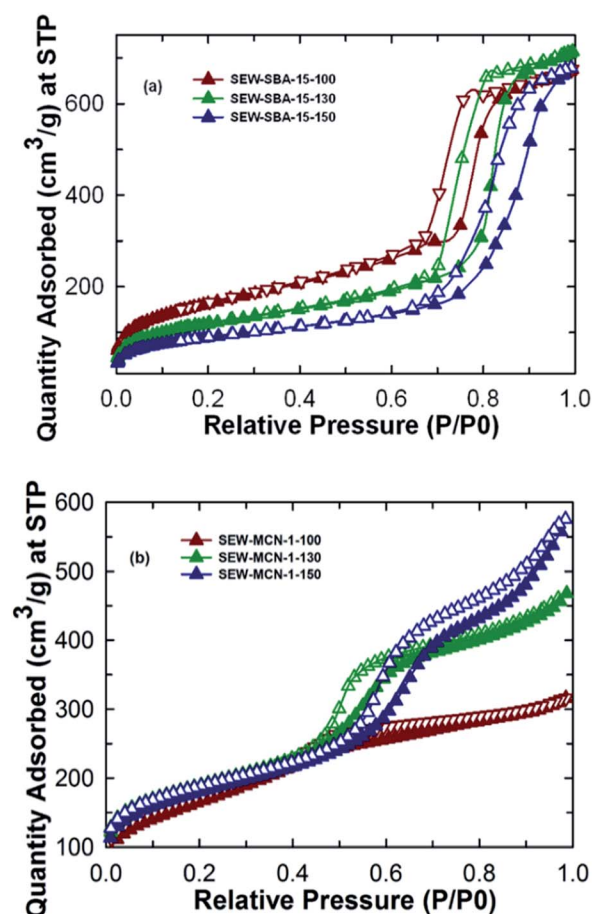 (a)
SEW-SBA-15-100
SEW-SBA-15-130
SEW-SBA-15-150
600
400
200
Quantity Adsorbed (cm³/g) at STP
0.0 0.2 0.4 0.6 0.8 1.0
Relative Pressure (P/P0)
(b)
SEW-MCN-1-100
SEW-MCN-1-130
SEW-MCN-1-150
600
500
400
300
200
100
Quantity Adsorbed (cm³/g) at STP
0.0 0.2 0.4 0.6 0.8 1.0
Relative Pressure (P/P0)